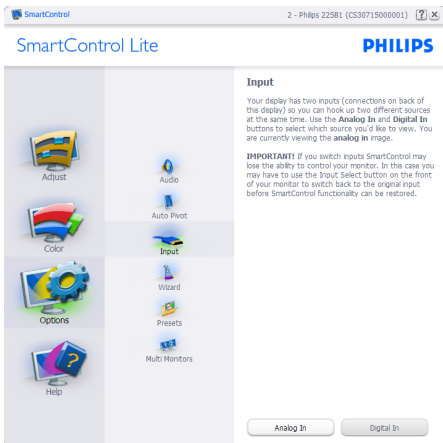 SmartControl
2 - Philips 225B1 (CS30715000001)
SmartControl Lite
PHILIPS
Adjust
Color
Options
Help
Audio
Auto Pivot
Input
Wizard
Presets
Multi Monitors
Input
Your display has two inputs (connections on back of
this display) so you can hook up two different sources
at the same time. Use the Analog In and Digital In
buttons to select which source you'd like to view. You
are currently viewing the analog in image.
IMPORTANT! If you switch inputs SmartControl may
lose the ability to control your monitor. In this case you
may have to use the Input Select button on the front
of your monitor to switch back to the original input
before SmartControl functionality can be restored.
Analog In
Digital In